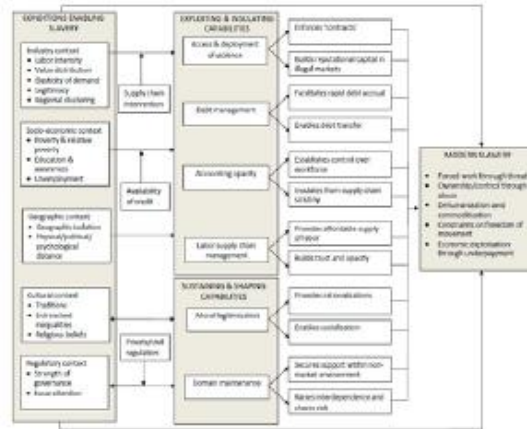 CONDITIONS ENABLING
SLAVERY
Industry context
Labor intensity
Value distribution
Elasticity of demand
Legitimacy
Regional clustering
Socio-economic context
Poverty & relative
poverty
Education &
awareness
Unemployment
Geographic context
Geographic isolation
Physical/political/
psychological
distance
Cultural context
Traditions
Entrenched
inequalities
Religious beliefs
Regulatory context
Strength of
governance
Supply chain
intervention
Availability
of credit
regulation
EXPLOITING & INSULATING
CAPABILITIES
Access & deployment
of violence
Debt management
Accounting opacity
Labor supply chain
management
SUSTAINING & SHAPING
CAPABILITIES
Moral legitimization
Domain maintenance
Enforces "contracts"
Builds reputational capital in
illegal markets
Facilitates rapid debt accrual
Enables debt transfer
Establishes control over
workforce
Insulates from supply chain
scrutiny
Provides affordable supply
Builds trust and opacity
Provides rationalizations
Enables socialization
Secures support within non-
market environment
Raises interdependence and
shares risk
MODERN SLAVERY
Forced work through threat
Ownership/control through
abuse
Dehumanization and
commodification
Constraints on freedom of
movement
Economic exploitation
through underpayment